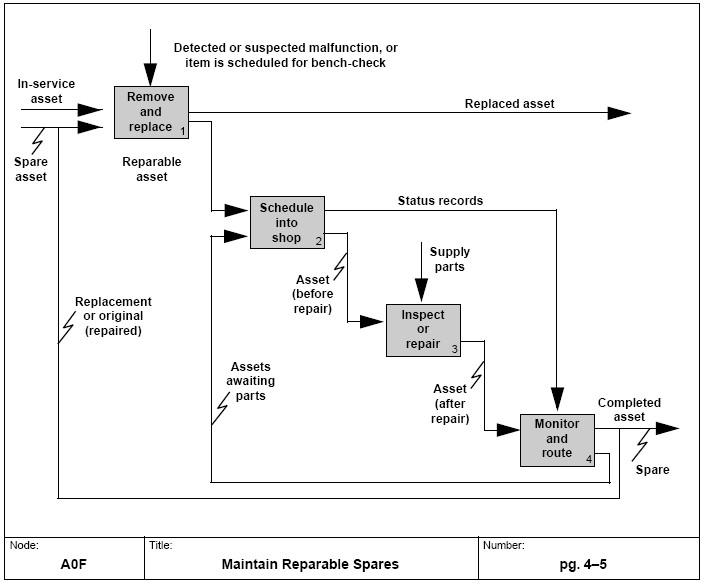 Detected or suspected malfunction, or
item is scheduled for bench-check
In-service
asset
Remove
and
replace
1
Replaced asset
Spare
asset
Reparable
asset
Schedule
into
shop
2
Status records
Supply
parts
Asset
(before
repair)
Replacement
or original
(repaired)
Inspect
or
repair
3
Assets
awaiting
parts
Asset
(after
repair)
Completed
asset
Monitor
and
route
4
Spare
Node:
A0F
Title:
Maintain Reparable Spares
Number:
pg. 4–5